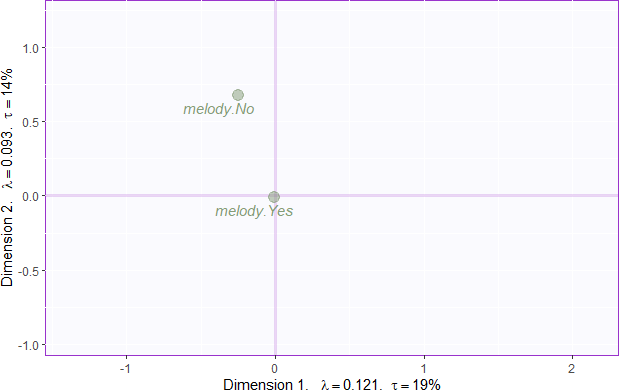 1.0
melody.No
0.5
0.0
melody.Yes
-0.5
-1.0
Dimension 2.   λ = 0.093.  τ = 14%
-1
0
1
2
Dimension 1.   λ = 0.121.  τ = 19%